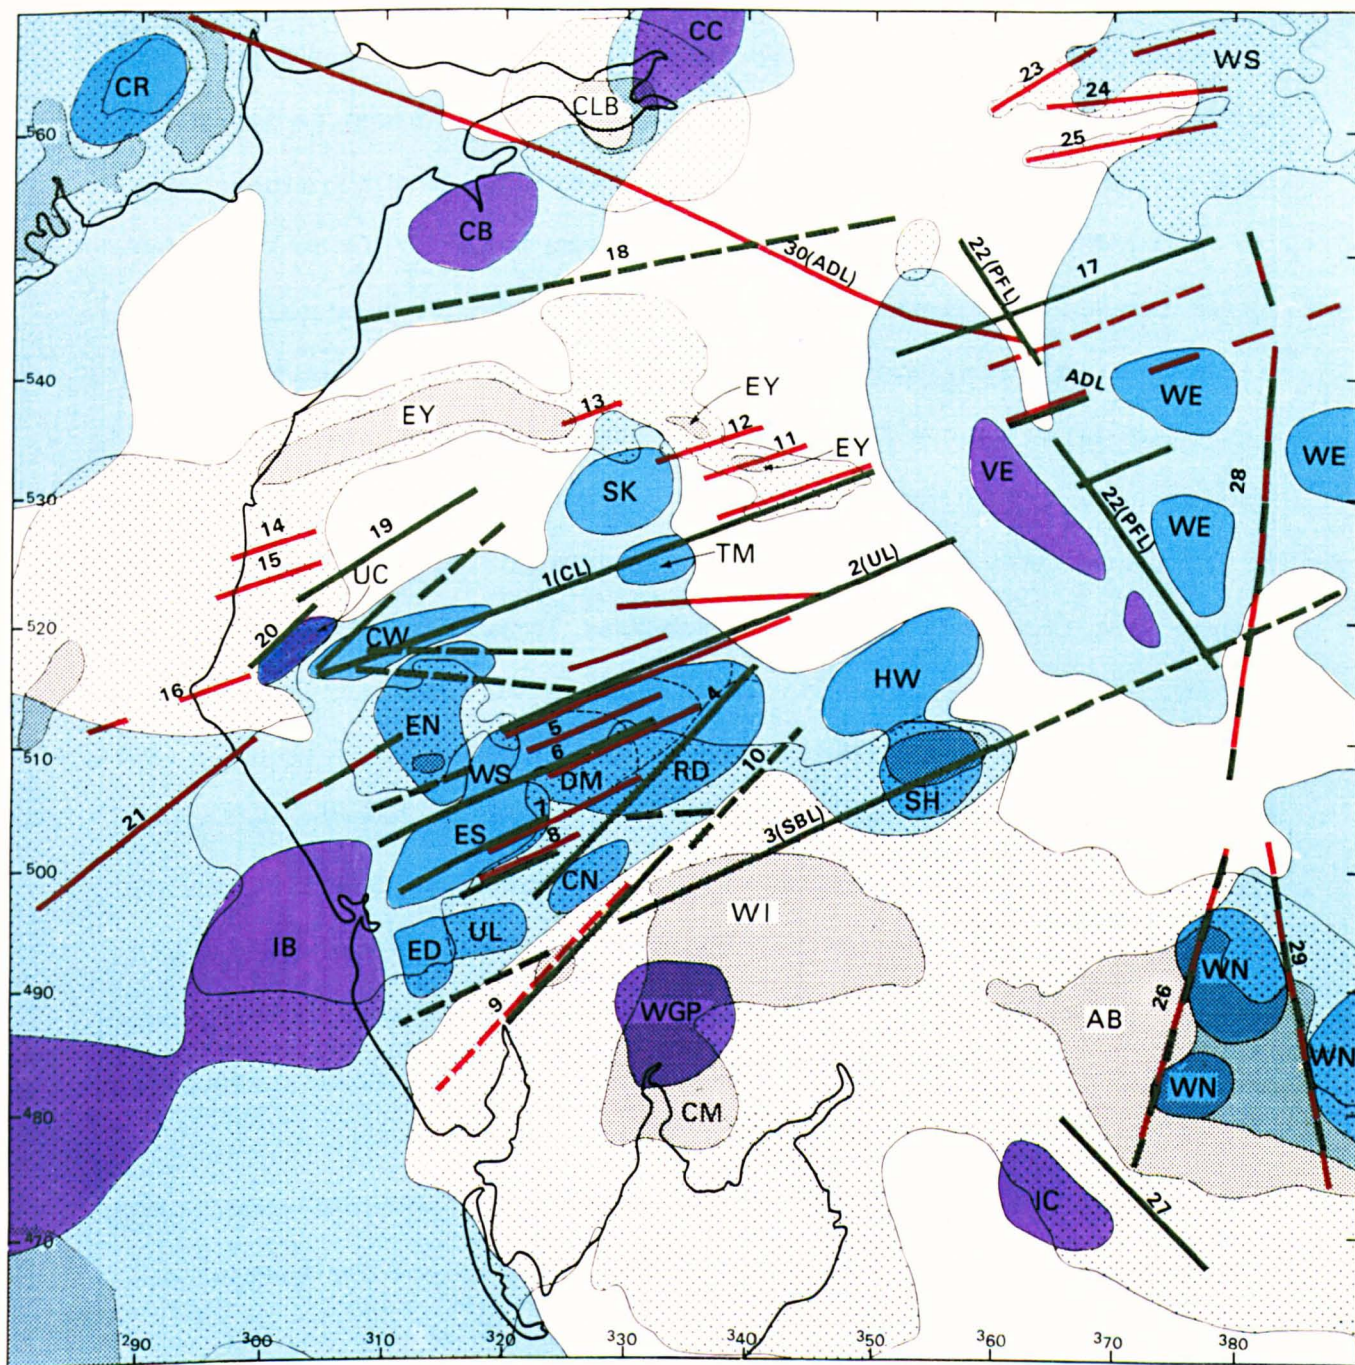 CC
CR
WS
23
CLB
24
560
25
CB
18
30(ADL)
22(PFL)
17
540
ADL
WE
EY
EY
13
12
11
EY
WE
VE
SK
28
530
22(PFL)
WE
14
19
15
TM
UC
1(CL)
2(UL)
520
20
CW
HW
16
EN
4
5
6
510
WS
DM
RD
10
SH
21
ES
7
8
3(SBL)
500
CN
WI
IB
ED
UL
WN
29
490
9
WGP
AB
26
WN
WN
480
CM
IC
27
470
290
300
310
320
330
340
350
360
370
380